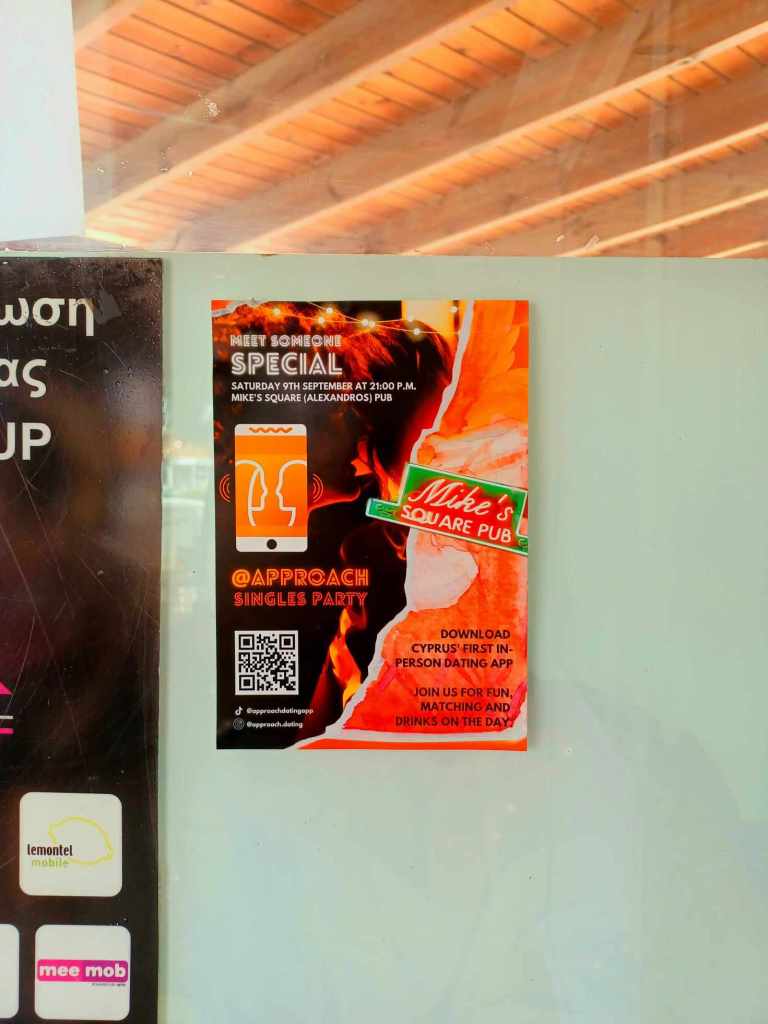 ωση
ας
UP
lemontel
mobile
mee mob
MEET SOMEONE
SPECIAL
SATURDAY 9TH SEPTEMBER AT 21:00 P.M.
MIKE'S SQUARE (ALEXANDROS) PUB
Mike's
SQUARE PUB
@APPROACH
SINGLES PARTY
@approachdatingapp
@approach.dating
DOWNLOAD
CYPRUS' FIRST IN-
PERSON DATING APP
JOIN US FOR FUN,
MATCHING AND
DRINKS ON THE DAY.